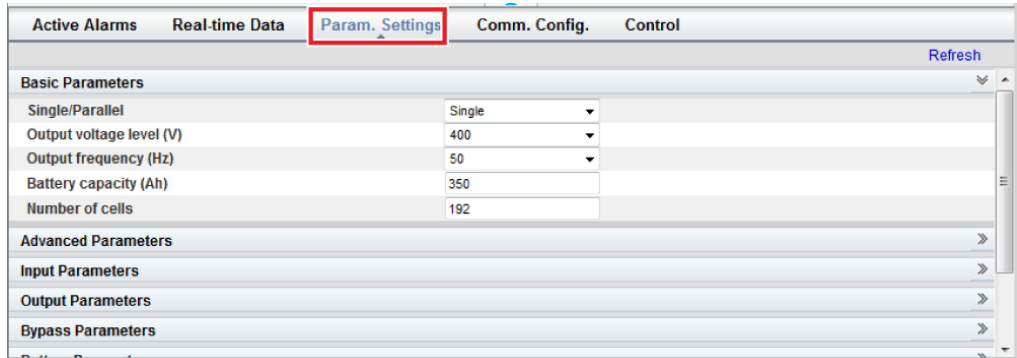 Active Alarms Real-time Data Param. Settings Comm. Config. Control
Refresh
Basic Parameters
Single/Parallel Single
Output voltage level (V) 400
Output frequency (Hz) 50
Battery capacity (Ah) 350
Number of cells 192
Advanced Parameters
Input Parameters
Output Parameters
Bypass Parameters